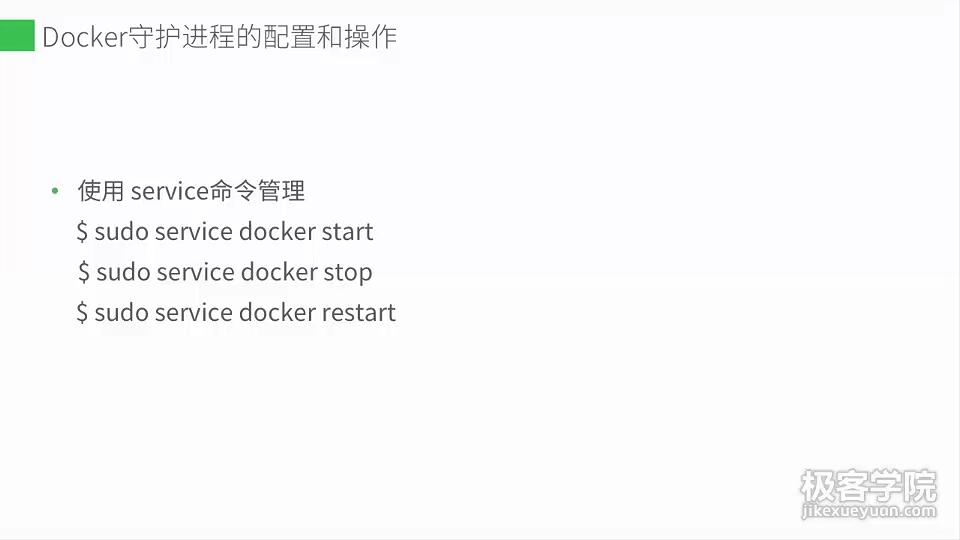 Docker守护进程的配置和操作
• 使用 service命令管理
$ sudo service docker start
$ sudo service docker stop
$ sudo service docker restart
极客学院
jikexueyuan.com